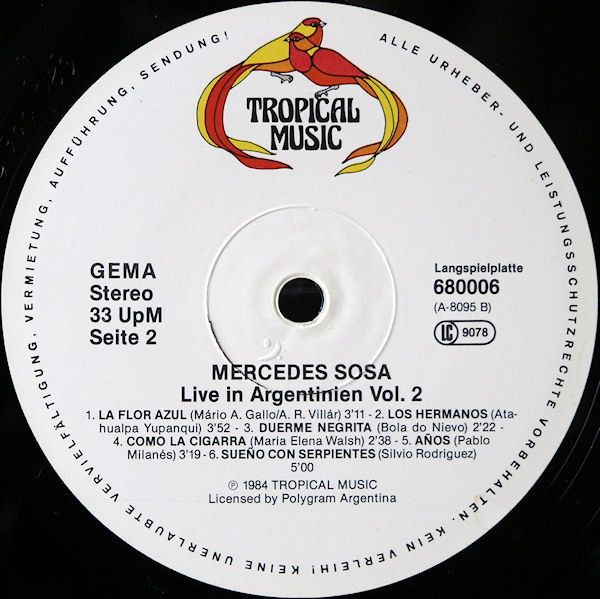 ALLE URHEBER- UND LEISTUNGSSCHUTZRECHTE VORBEHALTEN. KEIN VERLEIH! KEINE UNERLAUBTE VERVIELFÄLTIGUNG, VERMIETUNG, AUFFÜHRUNG, SENDUNG!
TROPICAL
MUSIC
GEMA
Stereo
33 UpM
Seite 2
Langspielplatte
680006
(A-8095 B)
LC 9078
MERCEDES SOSA
Live in Argentinien Vol. 2
1. LA FLOR AZUL (Mário A. Gallo/A. R. Villár) 3'11 - 2. LOS HERMANOS (Ata-
hualpa Yupanqui) 3'52 - 3. DUERME NEGRITA (Bola do Nievo) 2'22 -
4. COMO LA CIGARRA (Maria Elena Walsh) 2'38 - 5. AÑOS (Pablo
Milanés) 3'19 - 6. SUEÑO CON SERPIENTES (Silvio Rodriguez)
5'00
℗ 1984 TROPICAL MUSIC
Licensed by Polygram Argentina